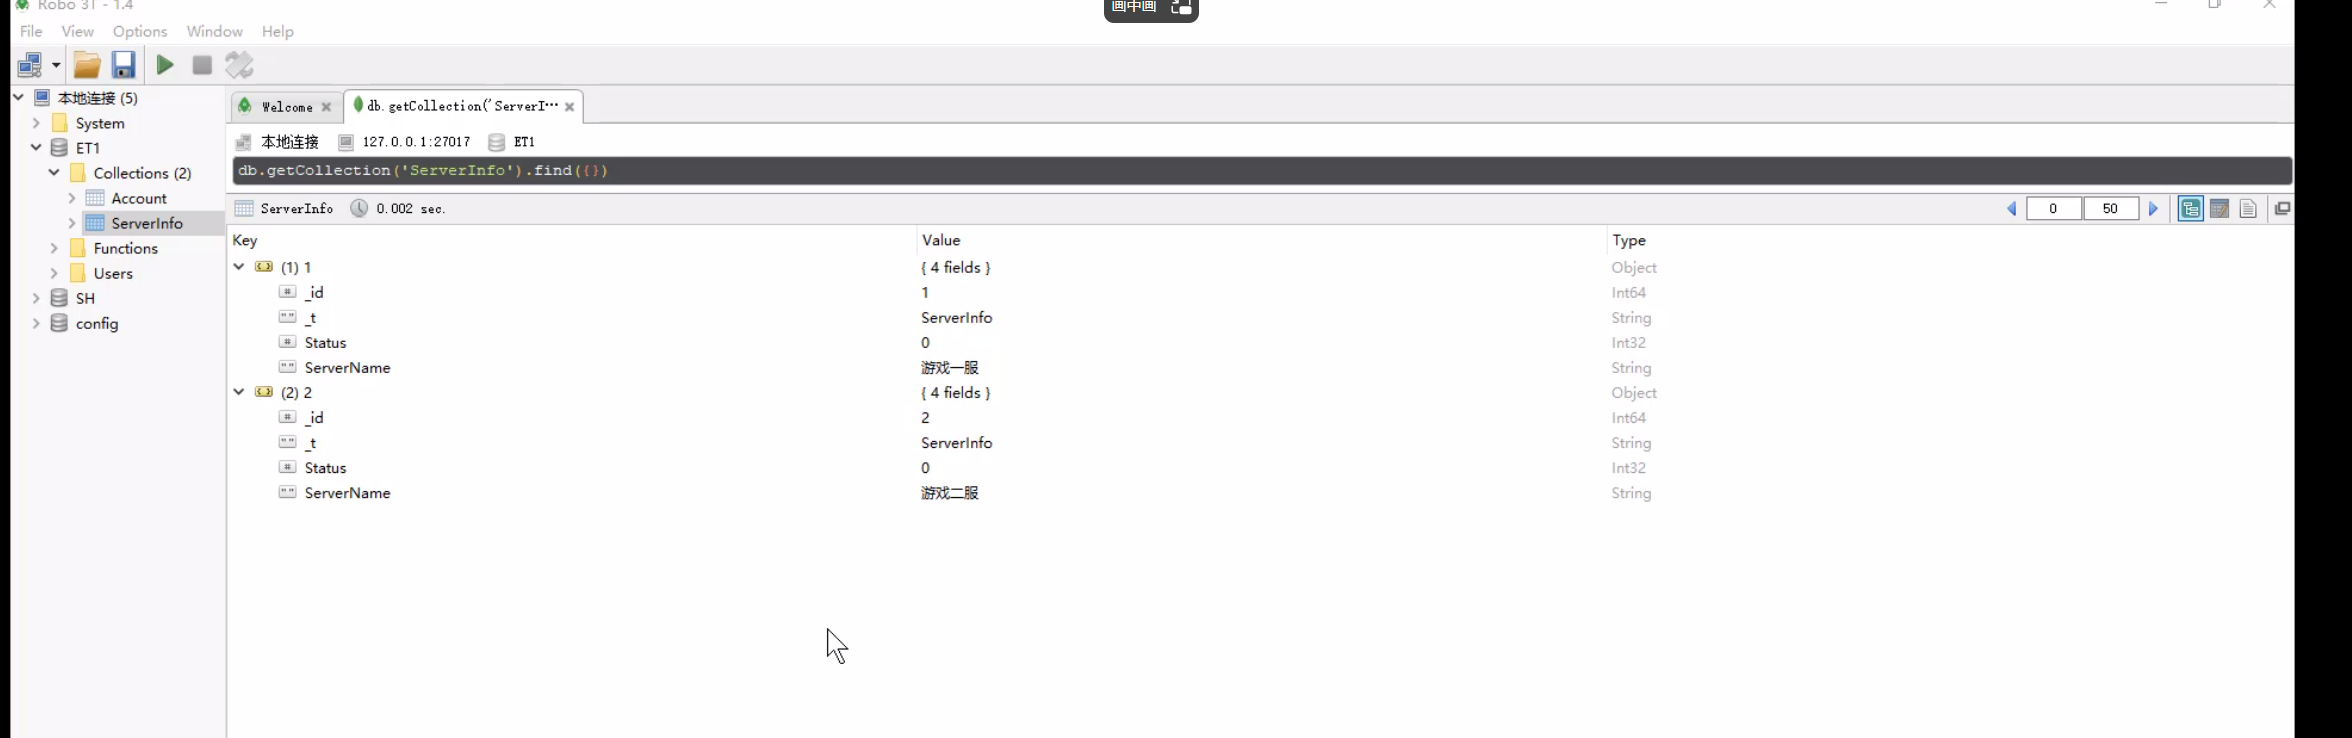 Robo 3T - 1.4
画中画
File View Options Window Help
本地连接 (5)
System
ET1
Collections (2)
Account
ServerInfo
Functions
Users
SH
config
Welcome db.getCollection('ServerI...
本地连接 127.0.0.1:27017 ET1
db.getCollection('ServerInfo').find({})
ServerInfo 0.002 sec. 0 50
Key Value Type
(1) 1 { 4 fields } Object
_id 1 Int64
_t ServerInfo String
Status 0 Int32
ServerName 游戏一服 String
(2) 2 { 4 fields } Object
_id 2 Int64
_t ServerInfo String
Status 0 Int32
ServerName 游戏二服 String